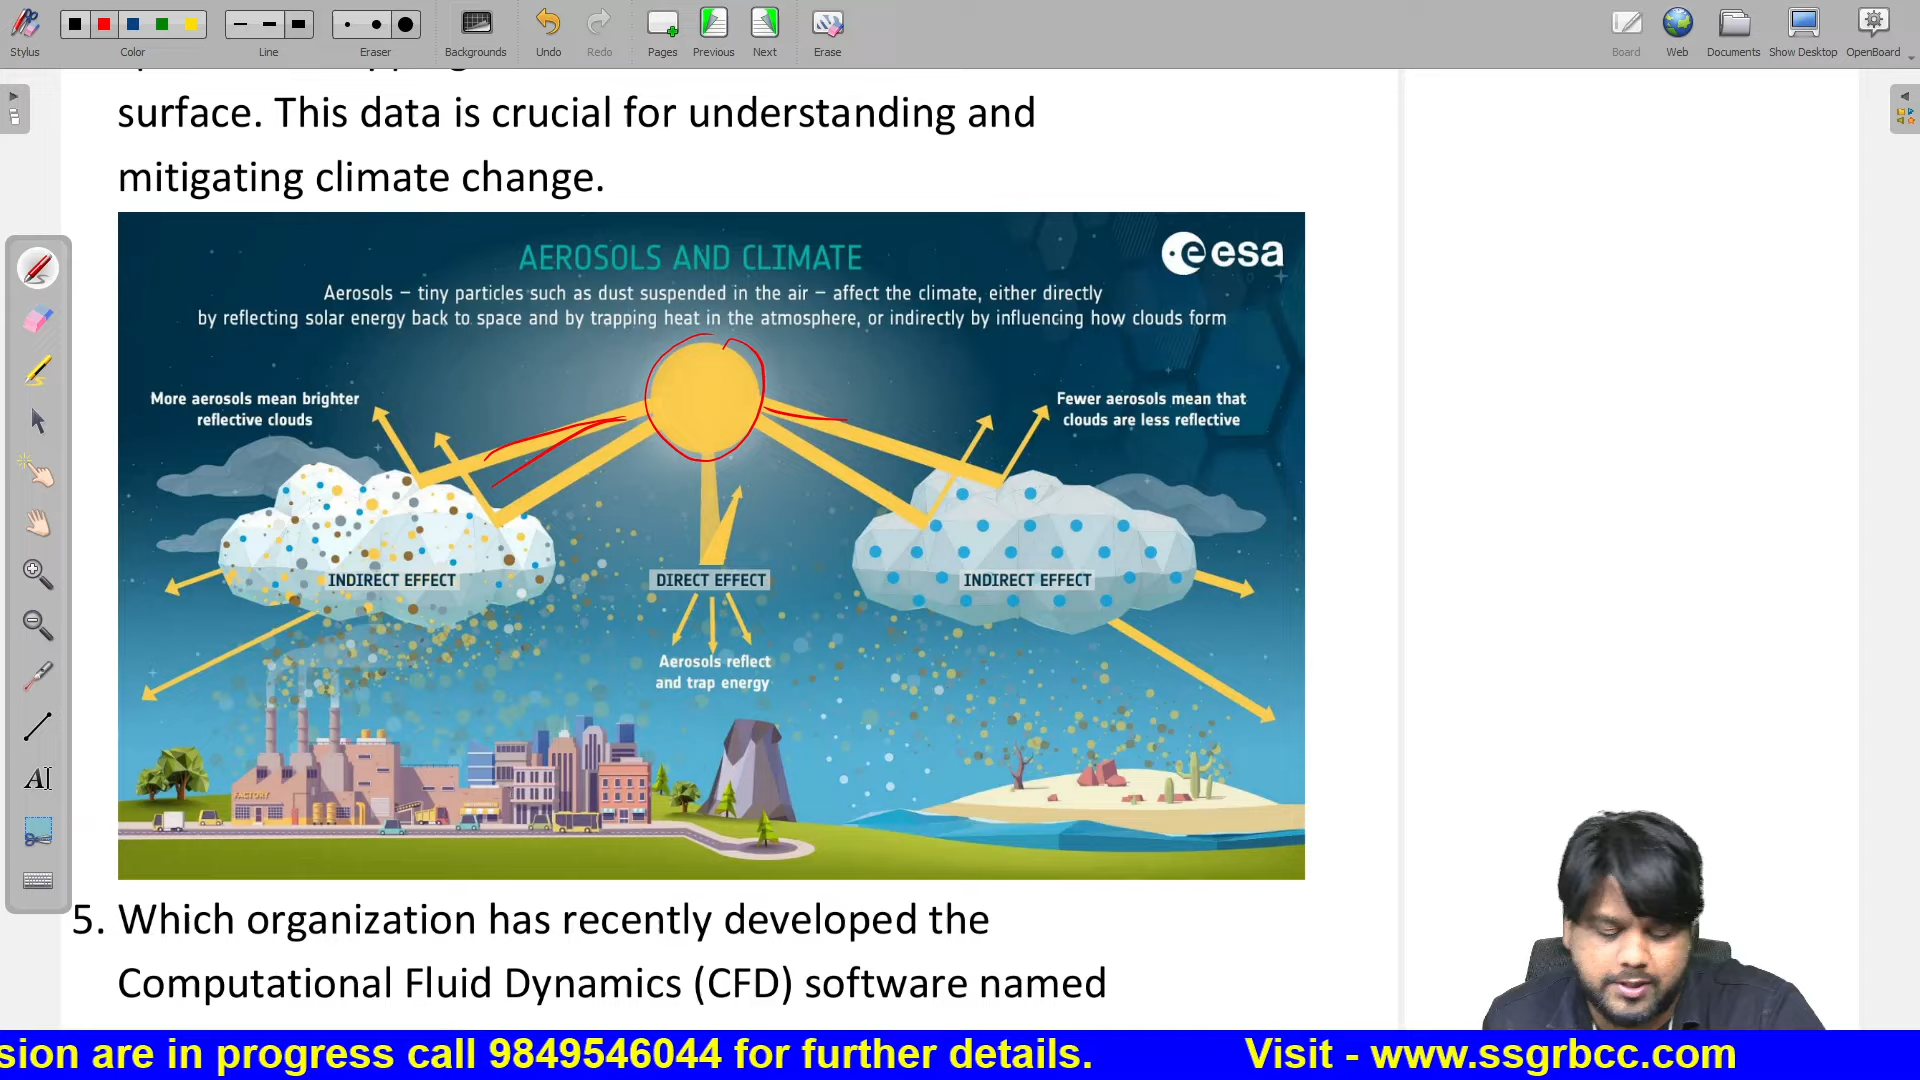 Stylus
Color
Line
Eraser
Backgrounds
Undo
Redo
Pages
Previous
Next
Erase
Board
Web
Documents
Show Desktop
OpenBoard
surface. This data is crucial for understanding and
mitigating climate change.
AEROSOLS AND CLIMATE
esa
Aerosols – tiny particles such as dust suspended in the air – affect the climate, either directly
by reflecting solar energy back to space and by trapping heat in the atmosphere, or indirectly by influencing how clouds form
More aerosols mean brighter
reflective clouds
Fewer aerosols mean that
clouds are less reflective
INDIRECT EFFECT
DIRECT EFFECT
INDIRECT EFFECT
Aerosols reflect
and trap energy
FACTORY
5. Which organization has recently developed the
Computational Fluid Dynamics (CFD) software named
sion are in progress call 9849546044 for further details.
Visit - www.ssgrbcc.com